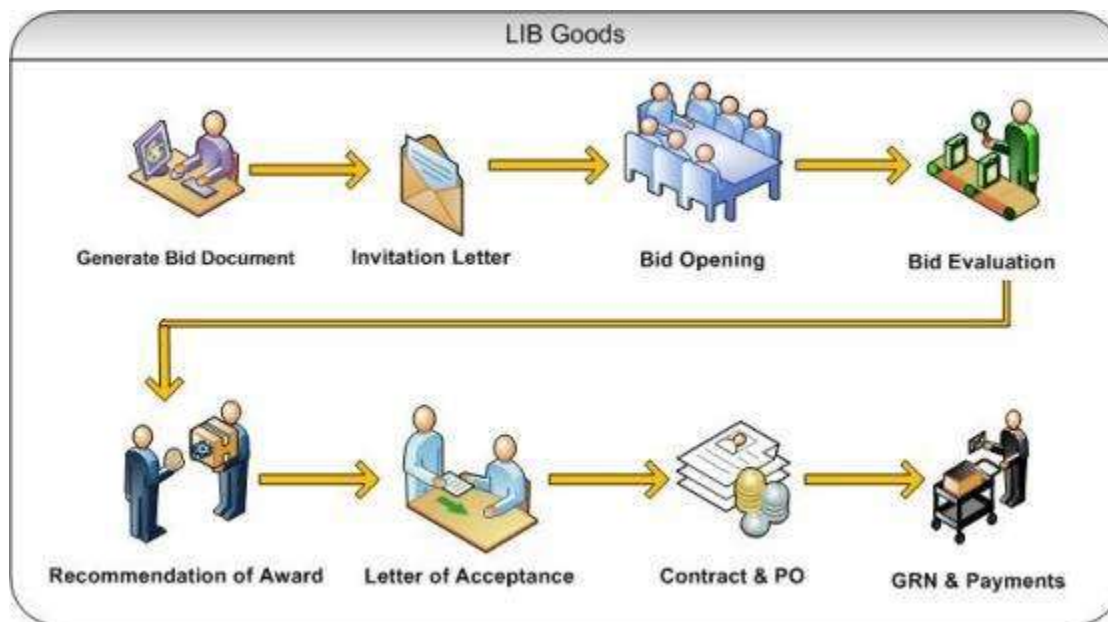 LIB Goods
Generate Bid Document
Invitation Letter
Bid Opening
Bid Evaluation
Recommendation of Award
Letter of Acceptance
Contract & PO
GRN & Payments